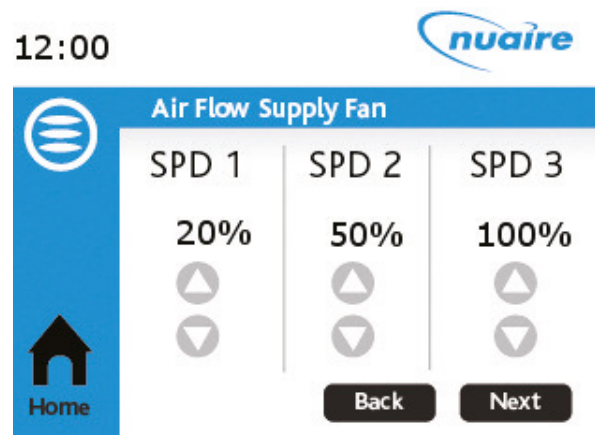 12:00
nuaire
Air Flow Supply Fan
SPD 1 SPD 2 SPD 3
20% 50% 100%
Home
Back Next